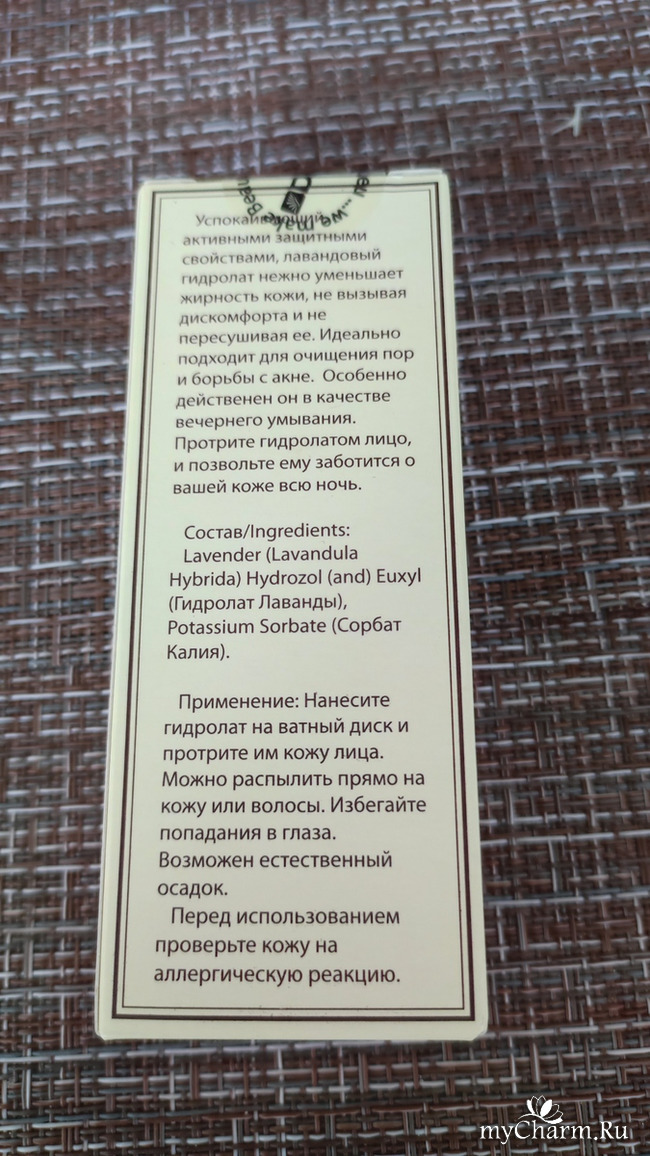 we make Beau
Успокаивающий,
активными защитными
свойствами, лавандовый
гидролат нежно уменьшает
жирность кожи, не вызывая
дискомфорта и не
пересушивая ее. Идеально
подходит для очищения пор
и борьбы с акне. Особенно
действенен он в качестве
вечернего умывания.
Протрите гидролатом лицо,
и позвольте ему заботится о
вашей коже всю ночь.
Состав/Ingredients:
Lavender (Lavandula
Hybrida) Hydrozol (and) Euxyl
(Гидролат Лаванды),
Potassium Sorbate (Сорбат
Калия).
Применение: Нанесите
гидролат на ватный диск и
протрите им кожу лица.
Можно распылить прямо на
кожу или волосы. Избегайте
попадания в глаза.
Возможен естественный
осадок.
Перед использованием
проверьте кожу на
аллергическую реакцию.
myCharm.Ru